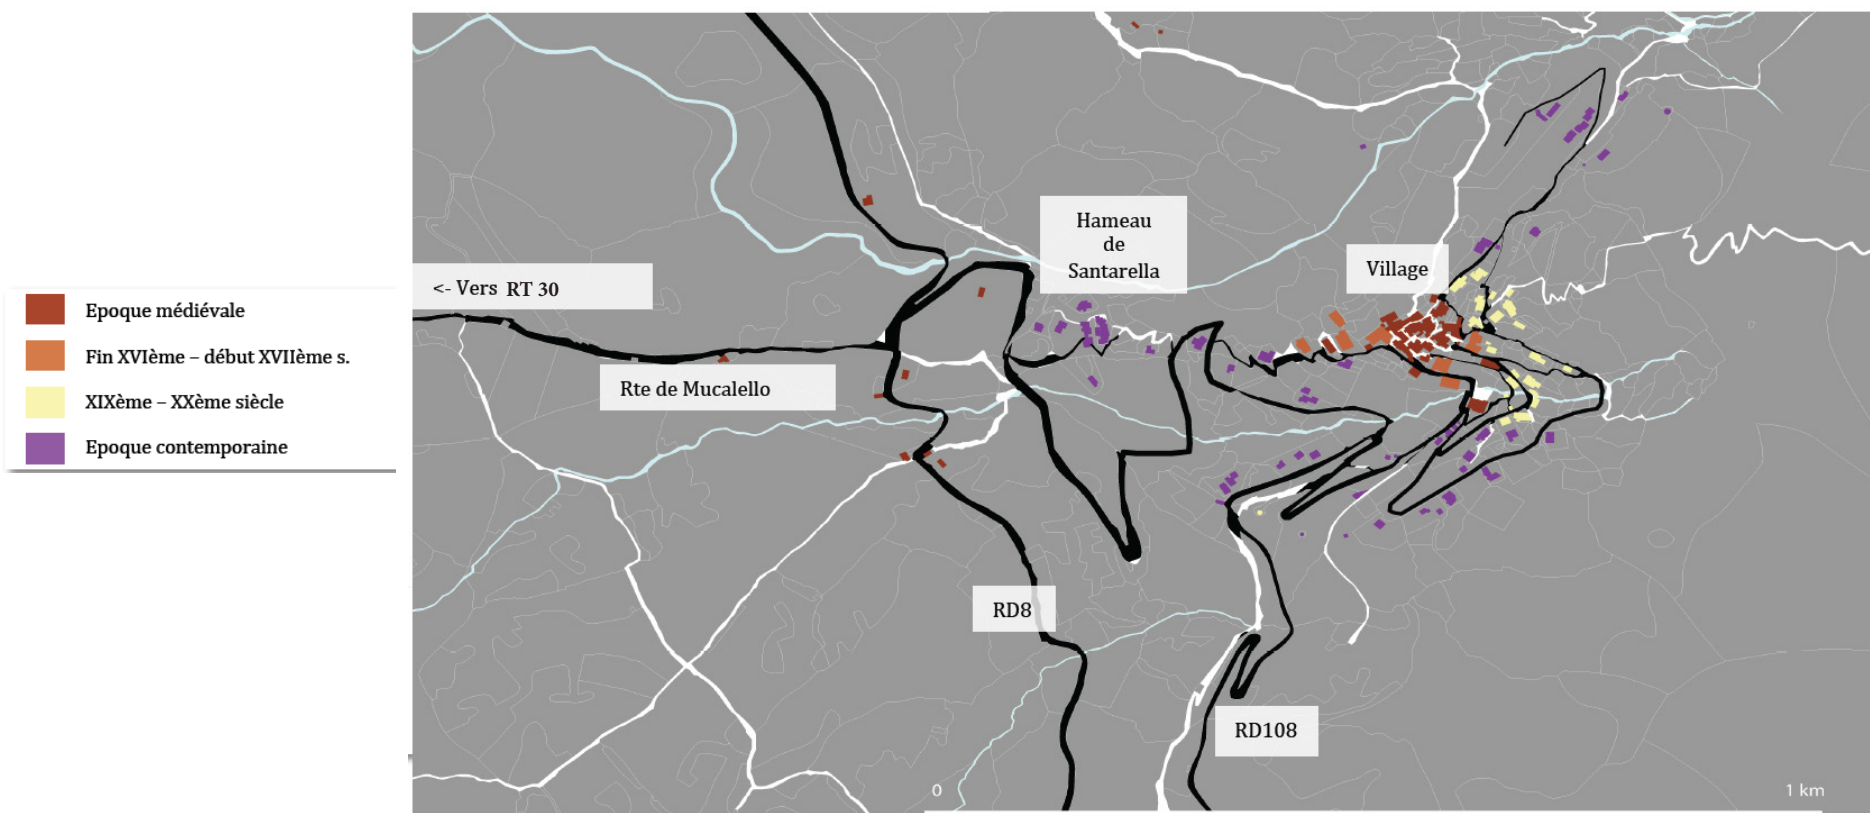 Epoque médiévale
Fin XVIème – début XVIIème s.
XIXème – XXème siècle
Epoque contemporaine
Hameau
de
Santarella
Village
<- Vers RT 30
Rte de Mucalello
RD8
RD108
0
1 km